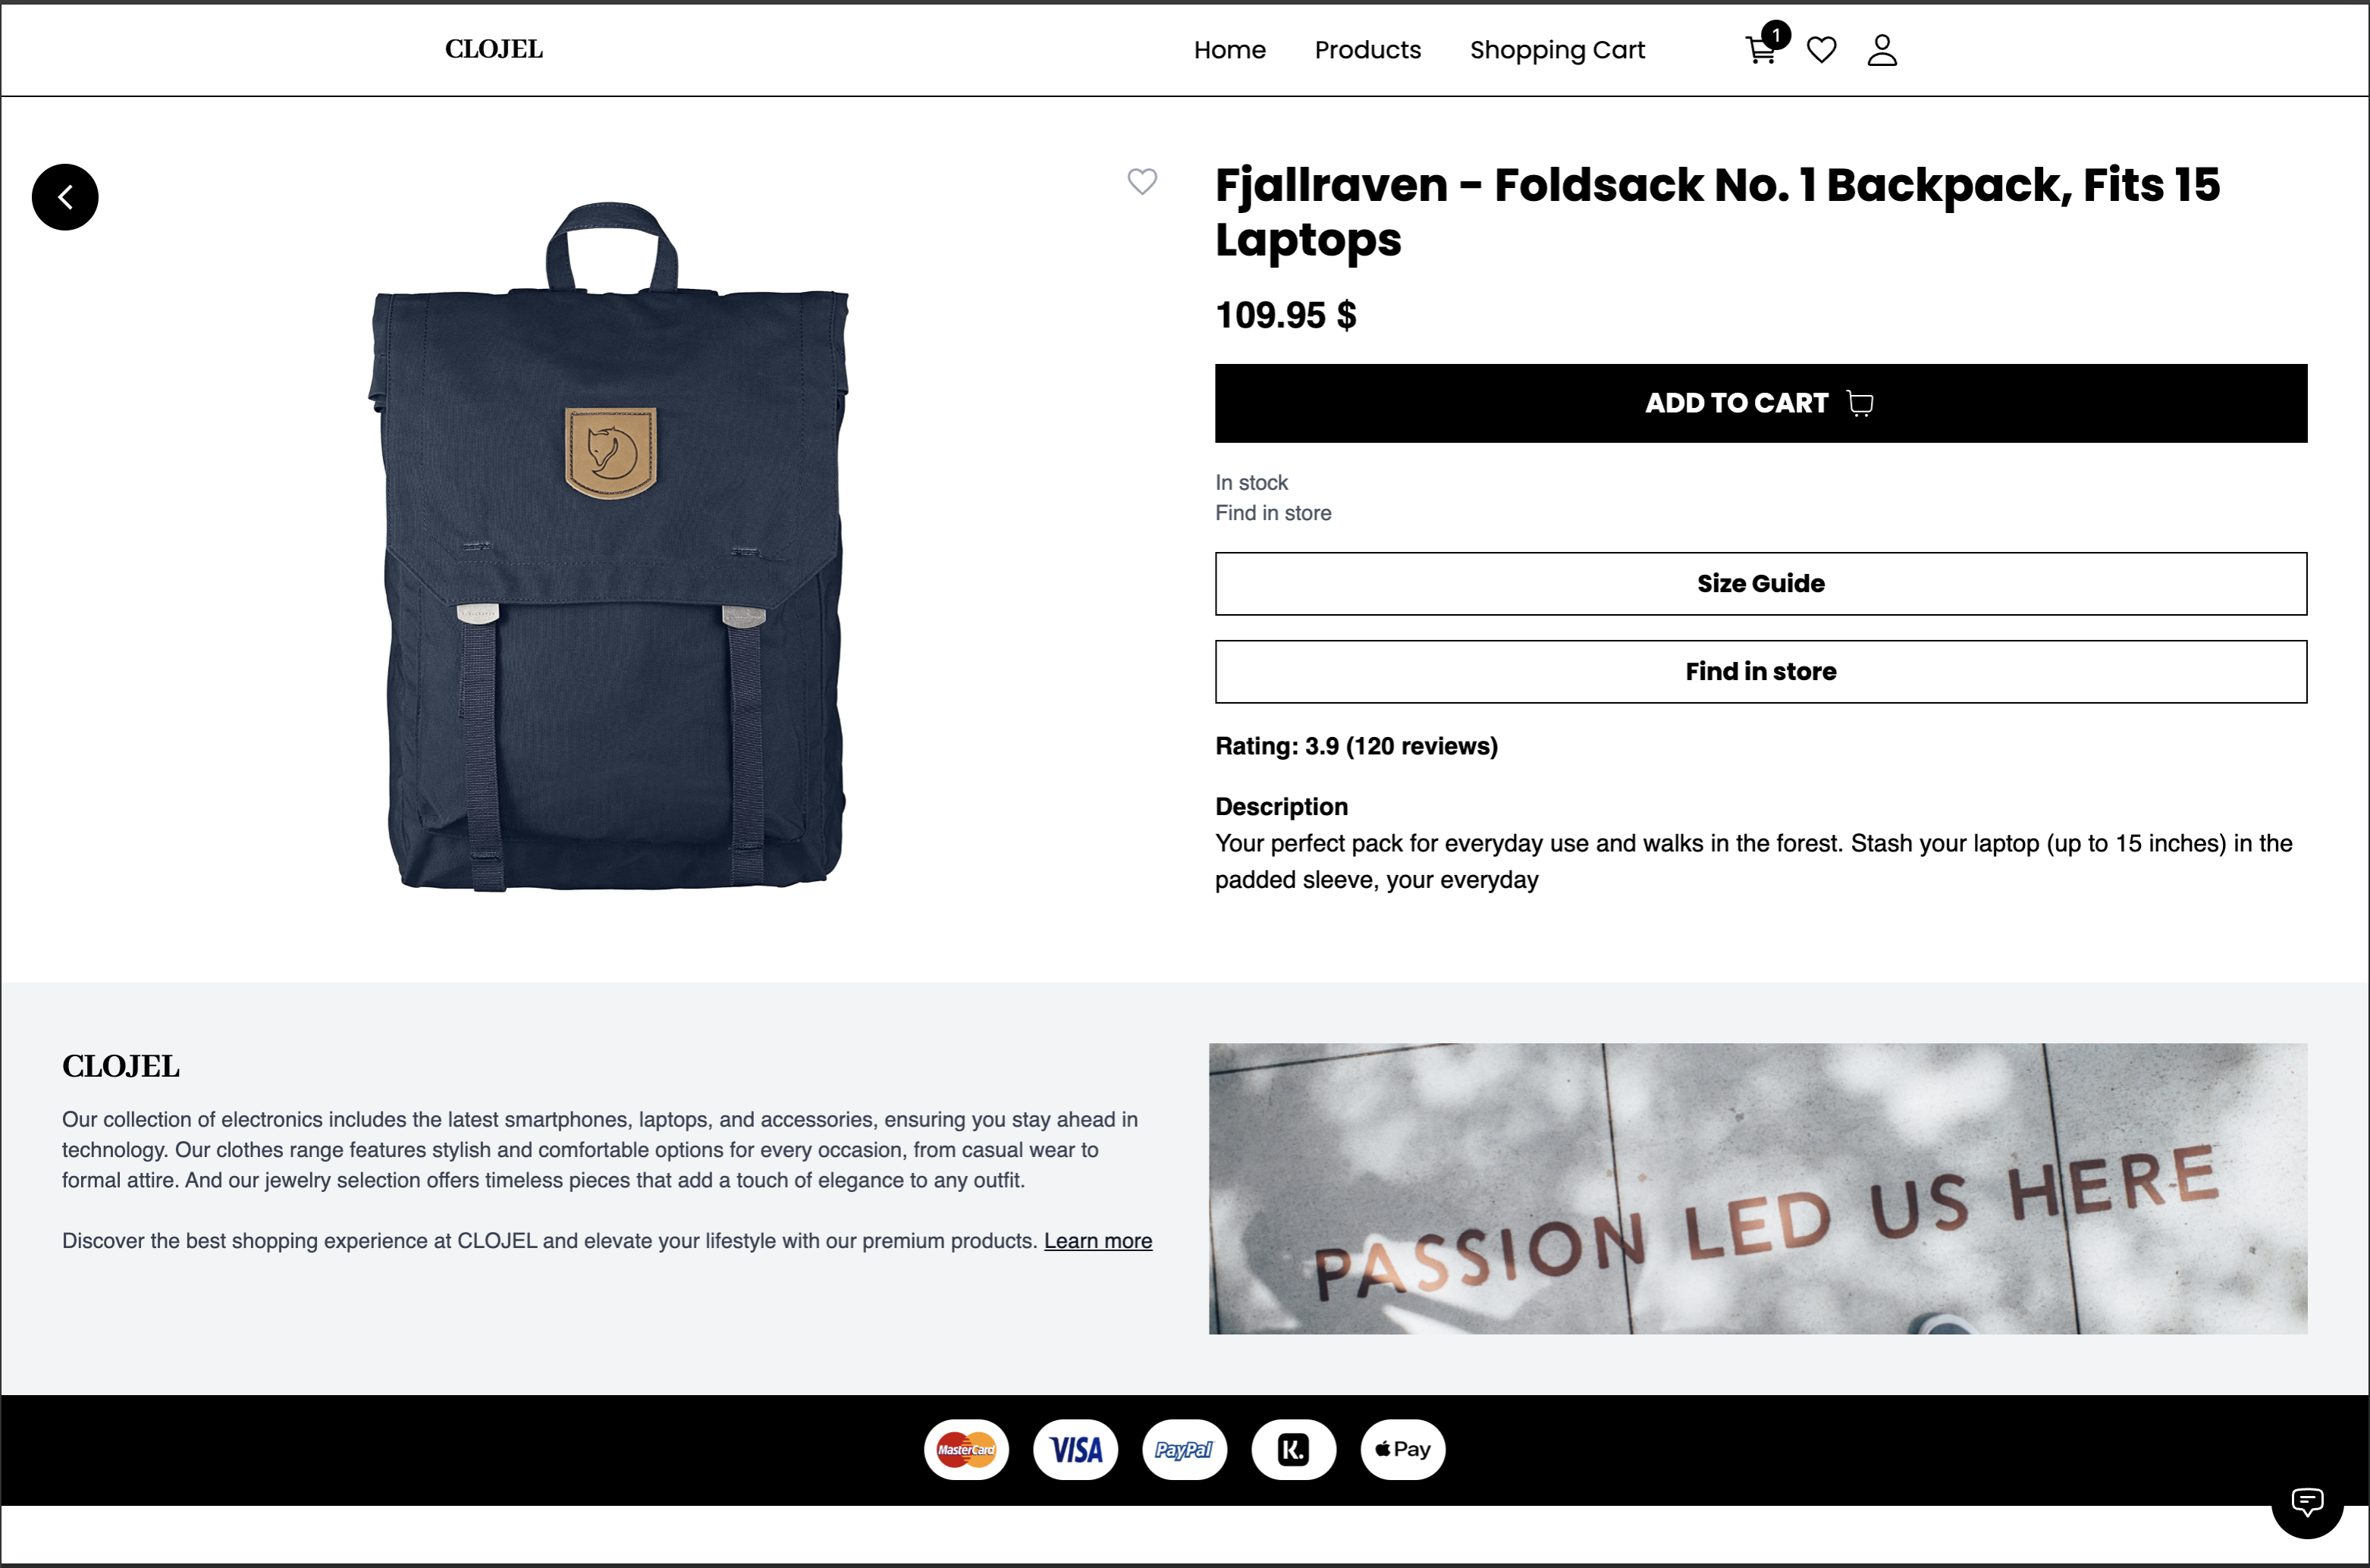 CLOJEL
Home
Products
Shopping Cart
1
Fjallraven - Foldsack No. 1 Backpack, Fits 15
Laptops
109.95 $
ADD TO CART
In stock
Find in store
Size Guide
Find in store
Rating: 3.9 (120 reviews)
Description
Your perfect pack for everyday use and walks in the forest. Stash your laptop (up to 15 inches) in the
padded sleeve, your everyday
CLOJEL
Our collection of electronics includes the latest smartphones, laptops, and accessories, ensuring you stay ahead in
technology. Our clothes range features stylish and comfortable options for every occasion, from casual wear to
formal attire. And our jewelry selection offers timeless pieces that add a touch of elegance to any outfit.
Discover the best shopping experience at CLOJEL and elevate your lifestyle with our premium products. Learn more
PASSION LED US HERE
MasterCard
VISA
PayPal
K.
Pay